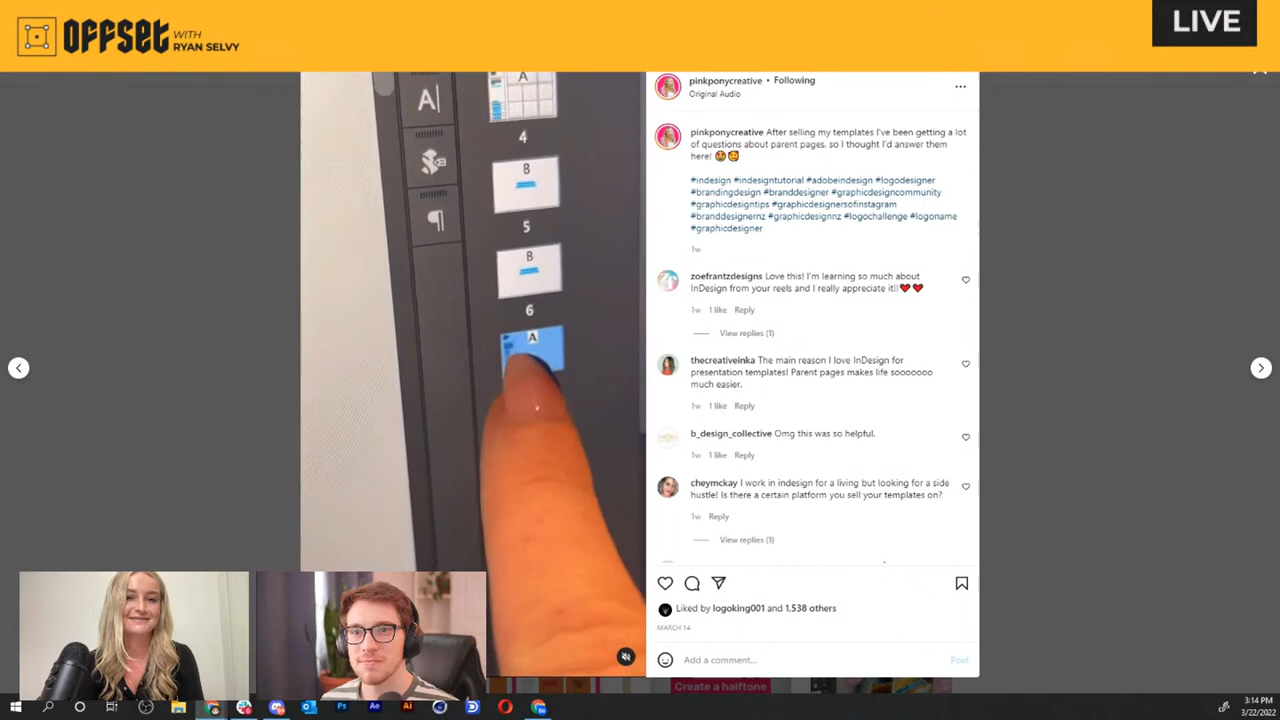 OFFSET WITH
RYAN SELVY
LIVE
A
A
4
B
5
B
6
A
pinkponycreative • Following
Original Audio
pinkponycreative After selling my templates I've been getting a lot
of questions about parent pages. so I thought I'd answer them
here!
#indesign #indesigntutorial #adobeindesign #logodesigner
#brandingdesign #branddesigner #graphicdesigncommunity
#graphicdesigntips #graphicdesignersofinstagram
#branddesignernz #graphicdesignnz #logochallenge #logoname
#graphicdesigner
1w
zoefrantzdesigns Love this! I'm learning so much about
InDesign from your reels and I really appreciate it!!
1w 1 like Reply
View replies (1)
thecreativeinka The main reason I love InDesign for
presentation templates! Parent pages makes life sooooooo
much easier.
1w 1 like Reply
b_design_collective Omg this was so helpful.
1w 1 like Reply
cheymckay I work in indesign for a living but looking for a side
hustle! Is there a certain platform you sell your templates on?
1w Reply
View replies (1)
Liked by logoking001 and 1,538 others
MARCH 14
Add a comment...
Post
Create a halftone
Ps
Ae
Ai
3:14 PM
3/22/2022